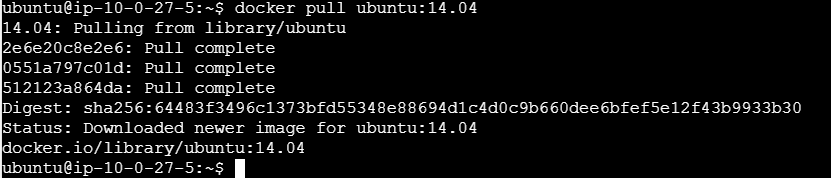 ubuntu@ip-10-0-27-5:~$ docker pull ubuntu:14.04
14.04: Pulling from library/ubuntu
2e6e20c8e2e6: Pull complete
0551a797c01d: Pull complete
512123a864da: Pull complete
Digest: sha256:64483f3496c1373bfd55348e88694d1c4d0c9b660dee6bfef5e12f43b9933b30
Status: Downloaded newer image for ubuntu:14.04
docker.io/library/ubuntu:14.04
ubuntu@ip-10-0-27-5:~$